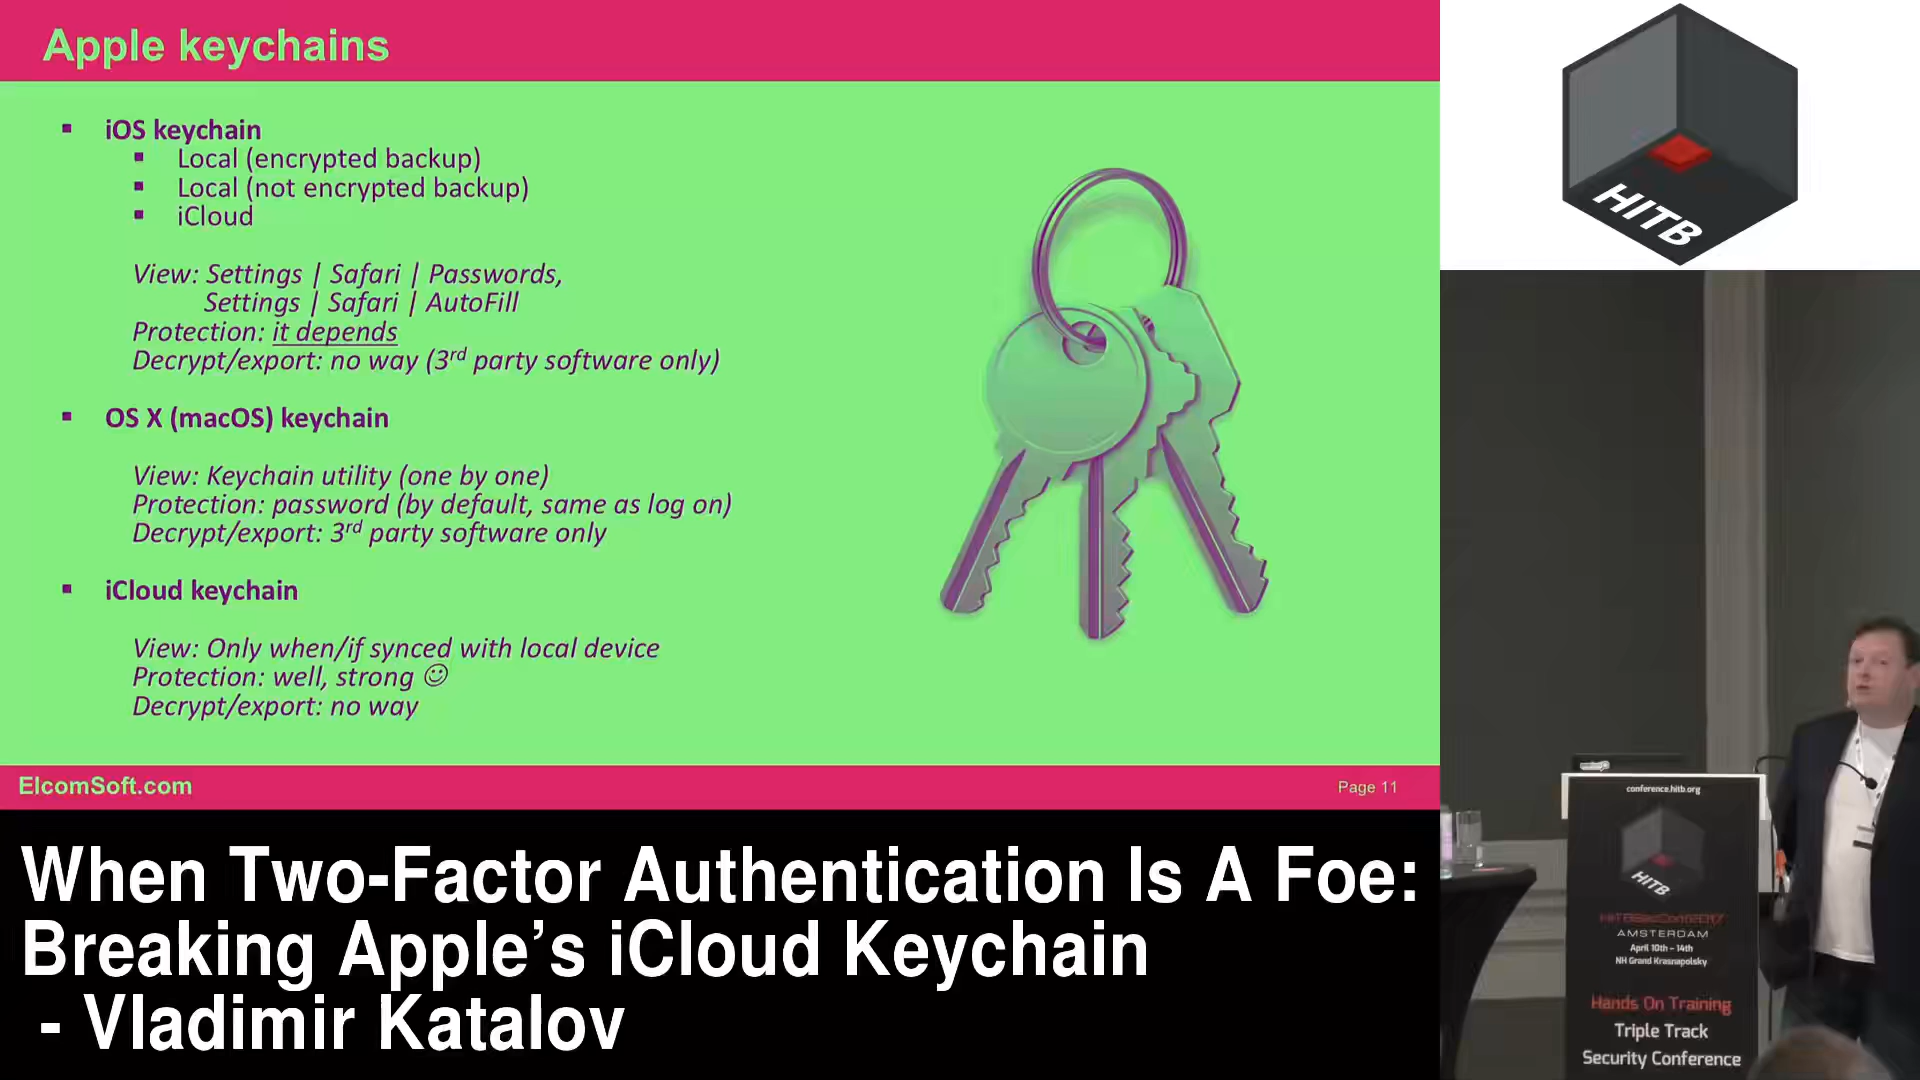 Apple keychains
▪ iOS keychain
▪ Local (encrypted backup)
▪ Local (not encrypted backup)
▪ iCloud
View: Settings | Safari | Passwords,
Settings | Safari | AutoFill
Protection: it depends
Decrypt/export: no way (3rd party software only)
▪ OS X (macOS) keychain
View: Keychain utility (one by one)
Protection: password (by default, same as log on)
Decrypt/export: 3rd party software only
▪ iCloud keychain
View: Only when/if synced with local device
Protection: well, strong ☺
Decrypt/export: no way
ElcomSoft.com
Page 11
When Two-Factor Authentication Is A Foe:
Breaking Apple’s iCloud Keychain
- Vladimir Katalov
HITB
conference.hitb.org
HITB
HITBSecConf2017
AMSTERDAM
April 10th – 14th
NH Grand Krasnapolsky
Hands On Training
Triple Track
Security Conference